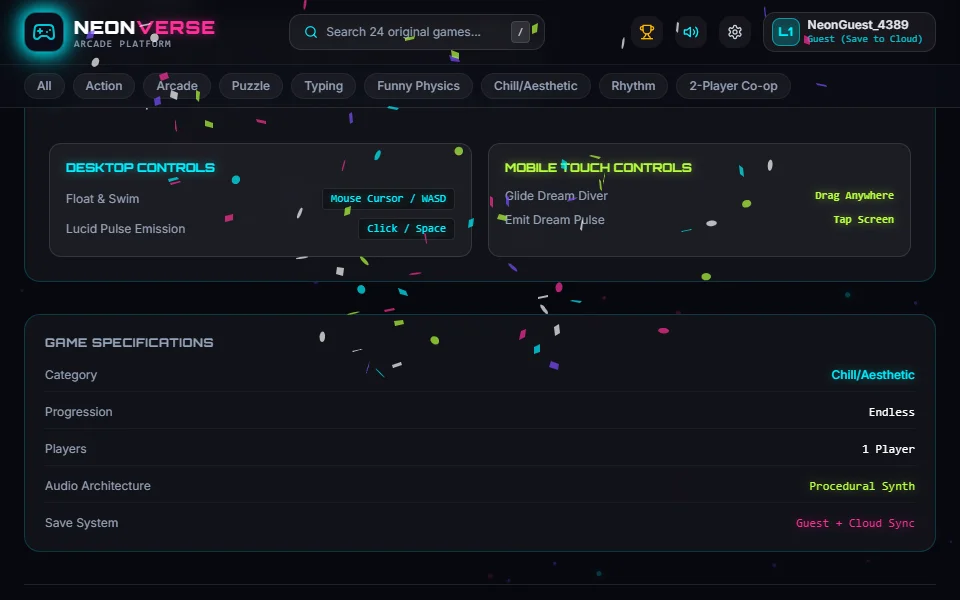 NEONVERSE
ARCADE PLATFORM
Search 24 original games... /
L1
NeonGuest_4389
Guest (Save to Cloud)
All
Action
Arcade
Puzzle
Typing
Funny Physics
Chill/Aesthetic
Rhythm
2-Player Co-op
DESKTOP CONTROLS
Float & Swim Mouse Cursor / WASD
Lucid Pulse Emission Click / Space
MOBILE TOUCH CONTROLS
Glide Dream Diver Drag Anywhere
Emit Dream Pulse Tap Screen
GAME SPECIFICATIONS
Category Chill/Aesthetic
Progression Endless
Players 1 Player
Audio Architecture Procedural Synth
Save System Guest + Cloud Sync